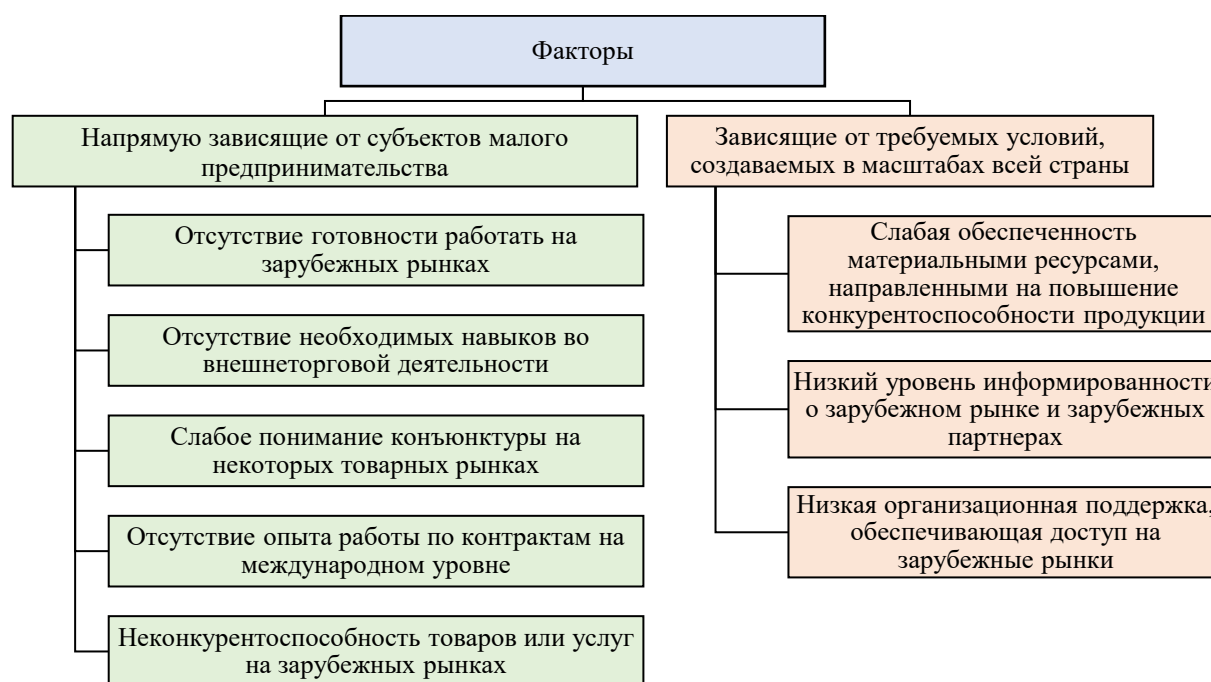 Факторы
Напрямую зависящие от субъектов малого
предпринимательства
Отсутствие готовности работать на
зарубежных рынках
Отсутствие необходимых навыков во
внешнеторговой деятельности
Слабое понимание конъюнктуры на
некоторых товарных рынках
Отсутствие опыта работы по контрактам на
международном уровне
Неконкурентоспособность товаров или услуг
на зарубежных рынках
Зависящие от требуемых условий,
создаваемых в масштабах всей страны
Слабая обеспеченность
материальными ресурсами,
направленными на повышение
конкурентоспособности продукции
Низкий уровень информированности
о зарубежном рынке и зарубежных
партнерах
Низкая организационная поддержка,
обеспечивающая доступ на
зарубежные рынки